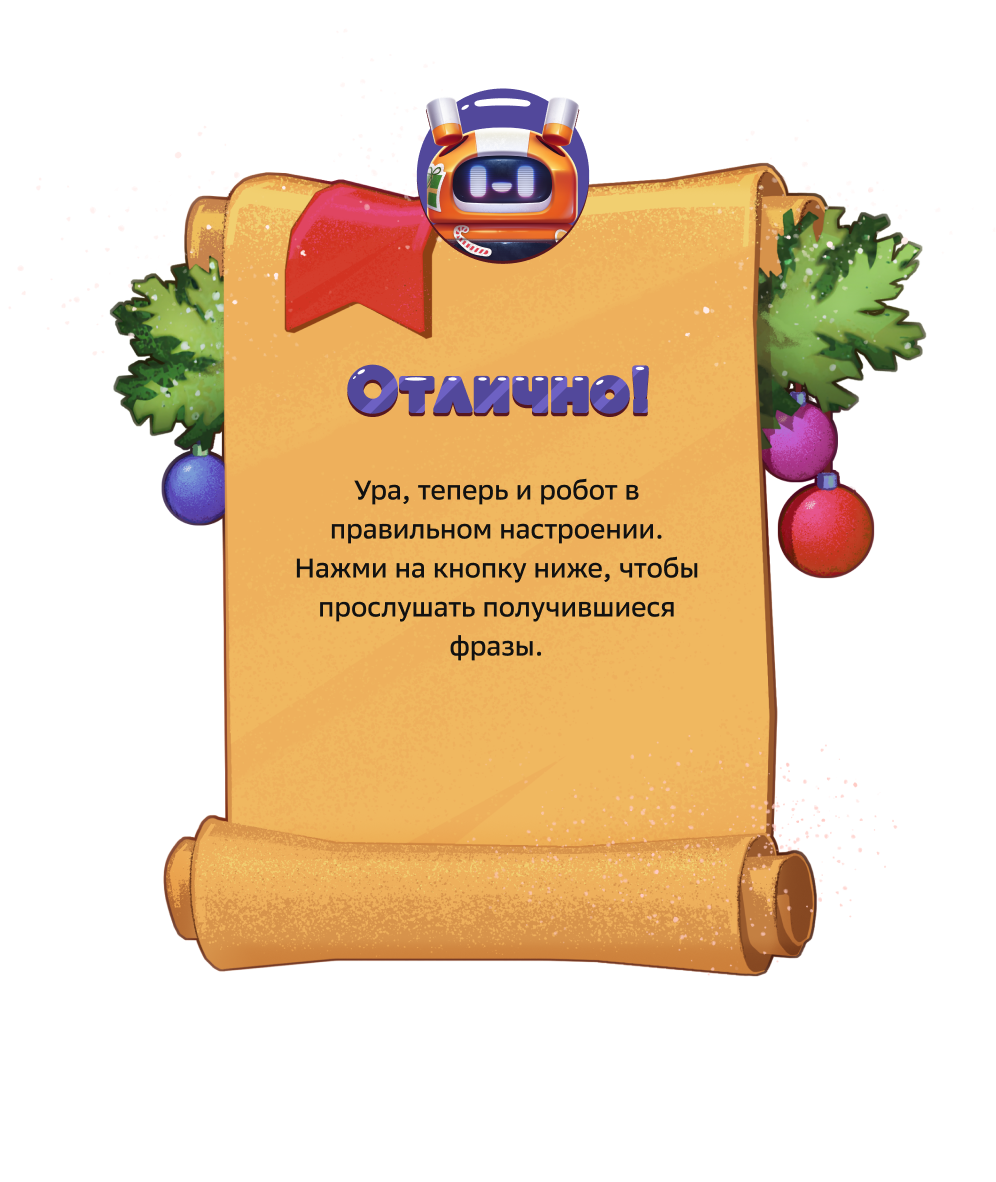 Отлично!
Ура, теперь и робот в
правильном настроении.
Нажми на кнопку ниже, чтобы
прослушать получившиеся
фразы.